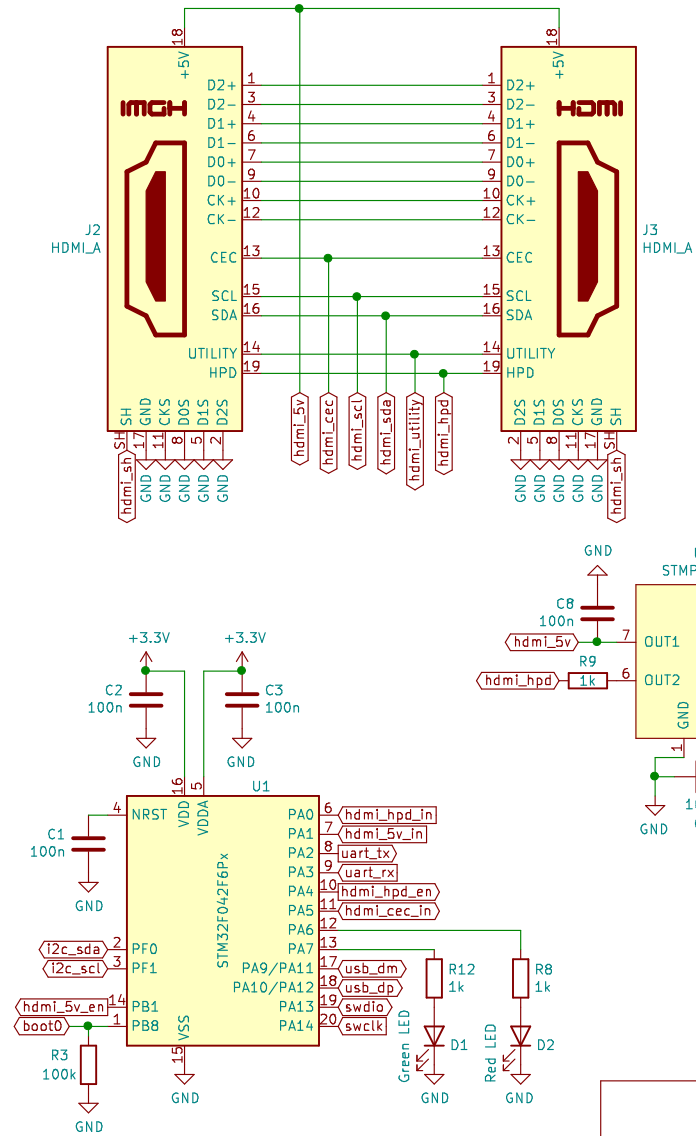 18
18
+5V
+5V
D2+ 1
1 D2+
D2- 3
3 D2-
HDMI
HDMI
D1+ 4
4 D1+
D1- 6
6 D1-
D0+ 7
7 D0+
D0- 9
9 D0-
CK+ 10
10 CK+
CK- 12
12 CK-
J2
HDMI_A
J3
HDMI_A
CEC 13
13 CEC
SCL 15
15 SCL
SDA 16
16 SDA
UTILITY 14
14 UTILITY
HPD 19
19 HPD
SH
GND
CKS
D0S
D1S
D2S
SH
17
11
8
5
2
hdmi_sh
GND
GND
GND
GND
GND
hdmi_5v
hdmi_cec
hdmi_scl
hdmi_sda
hdmi_utility
hdmi_hpd
D2S
D1S
D0S
CKS
GND
SH
2
5
8
11
17
SH
GND
GND
GND
GND
GND
hdmi_sh
GND
STMP
C8
100n
hdmi_5v
7 OUT1
R9
1k
hdmi_hpd
6 OUT2
GND
1
GND
+3.3V
+3.3V
C2
100n
C3
100n
GND
GND
16
5
U1
VDD
VDDA
4 NRST
C1
100n
GND
STM32F042F6Px
PA0 6 hdmi_hpd_in
PA1 7 hdmi_5v_in
PA2 8 uart_tx
PA3 9 uart_rx
PA4 10 hdmi_hpd_en
PA5 11 hdmi_cec_in
PA6 12
PA7 13
i2c_sda 2 PF0
i2c_scl 3 PF1
PA9/PA11 17 usb_dm
PA10/PA12 18 usb_dp
hdmi_5v_en 14 PB1
PA13 19 swdio
boot0 1 PB8
PA14 20 swclk
VSS
15
GND
R3
100k
GND
R12
1k
R8
1k
Green LED
D1
Red LED
D2
GND
GND